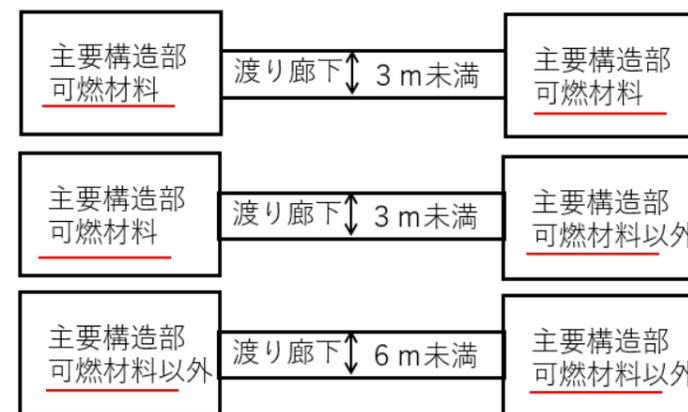 主要構造部
可燃材料
渡り廊下 3m未満
主要構造部
可燃材料
主要構造部
可燃材料
渡り廊下 3m未満
主要構造部
可燃材料以外
主要構造部
可燃材料以外
渡り廊下 6m未満
主要構造部
可燃材料以外